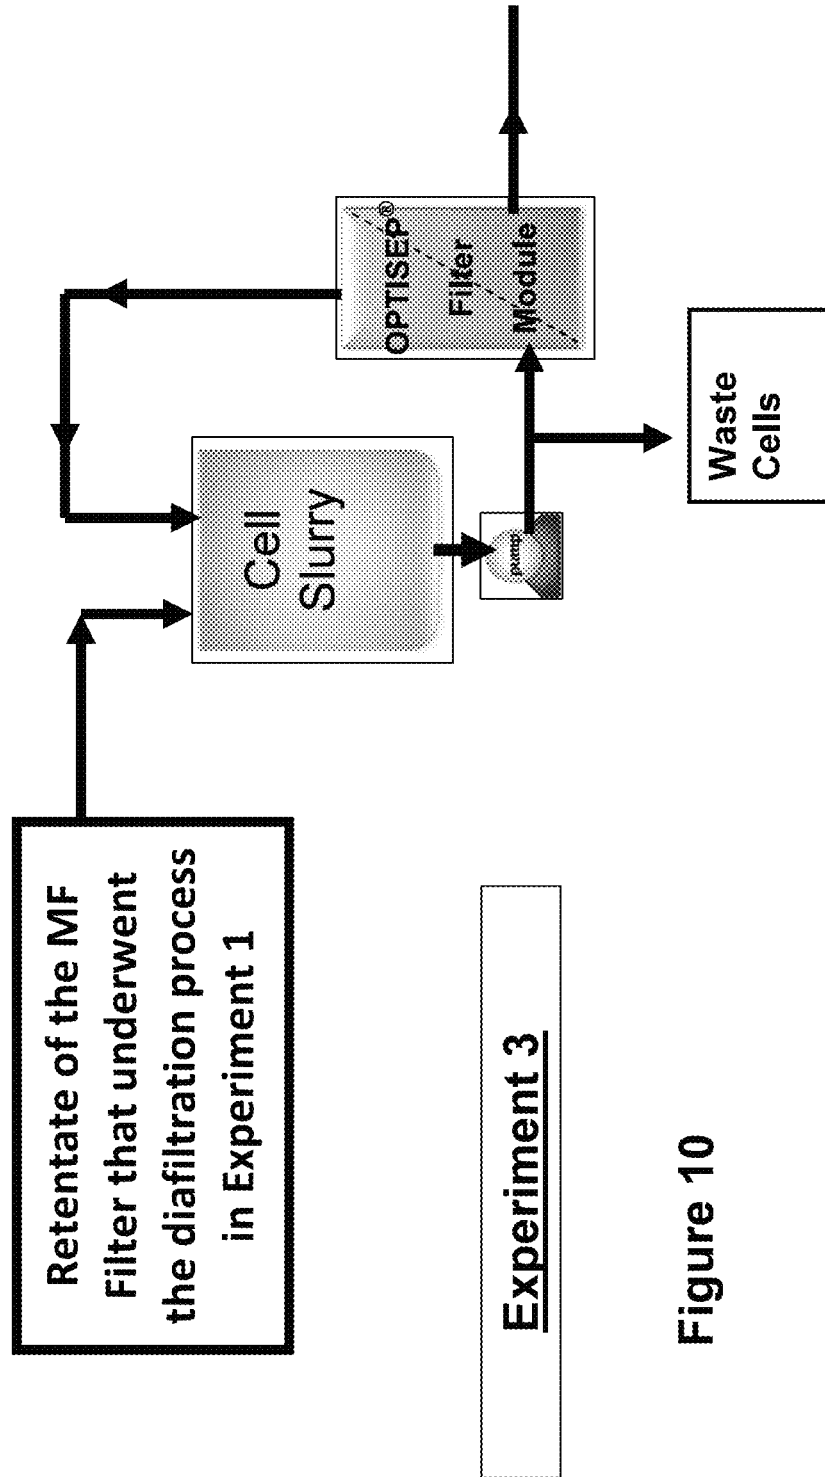 Retentate of the MF
Filter that underwent
the diafiltration process
in Experiment 1
Cell
Slurry
pump
OPTISEP®
Filter
Module
Waste
Cells
Experiment 3
Figure 10